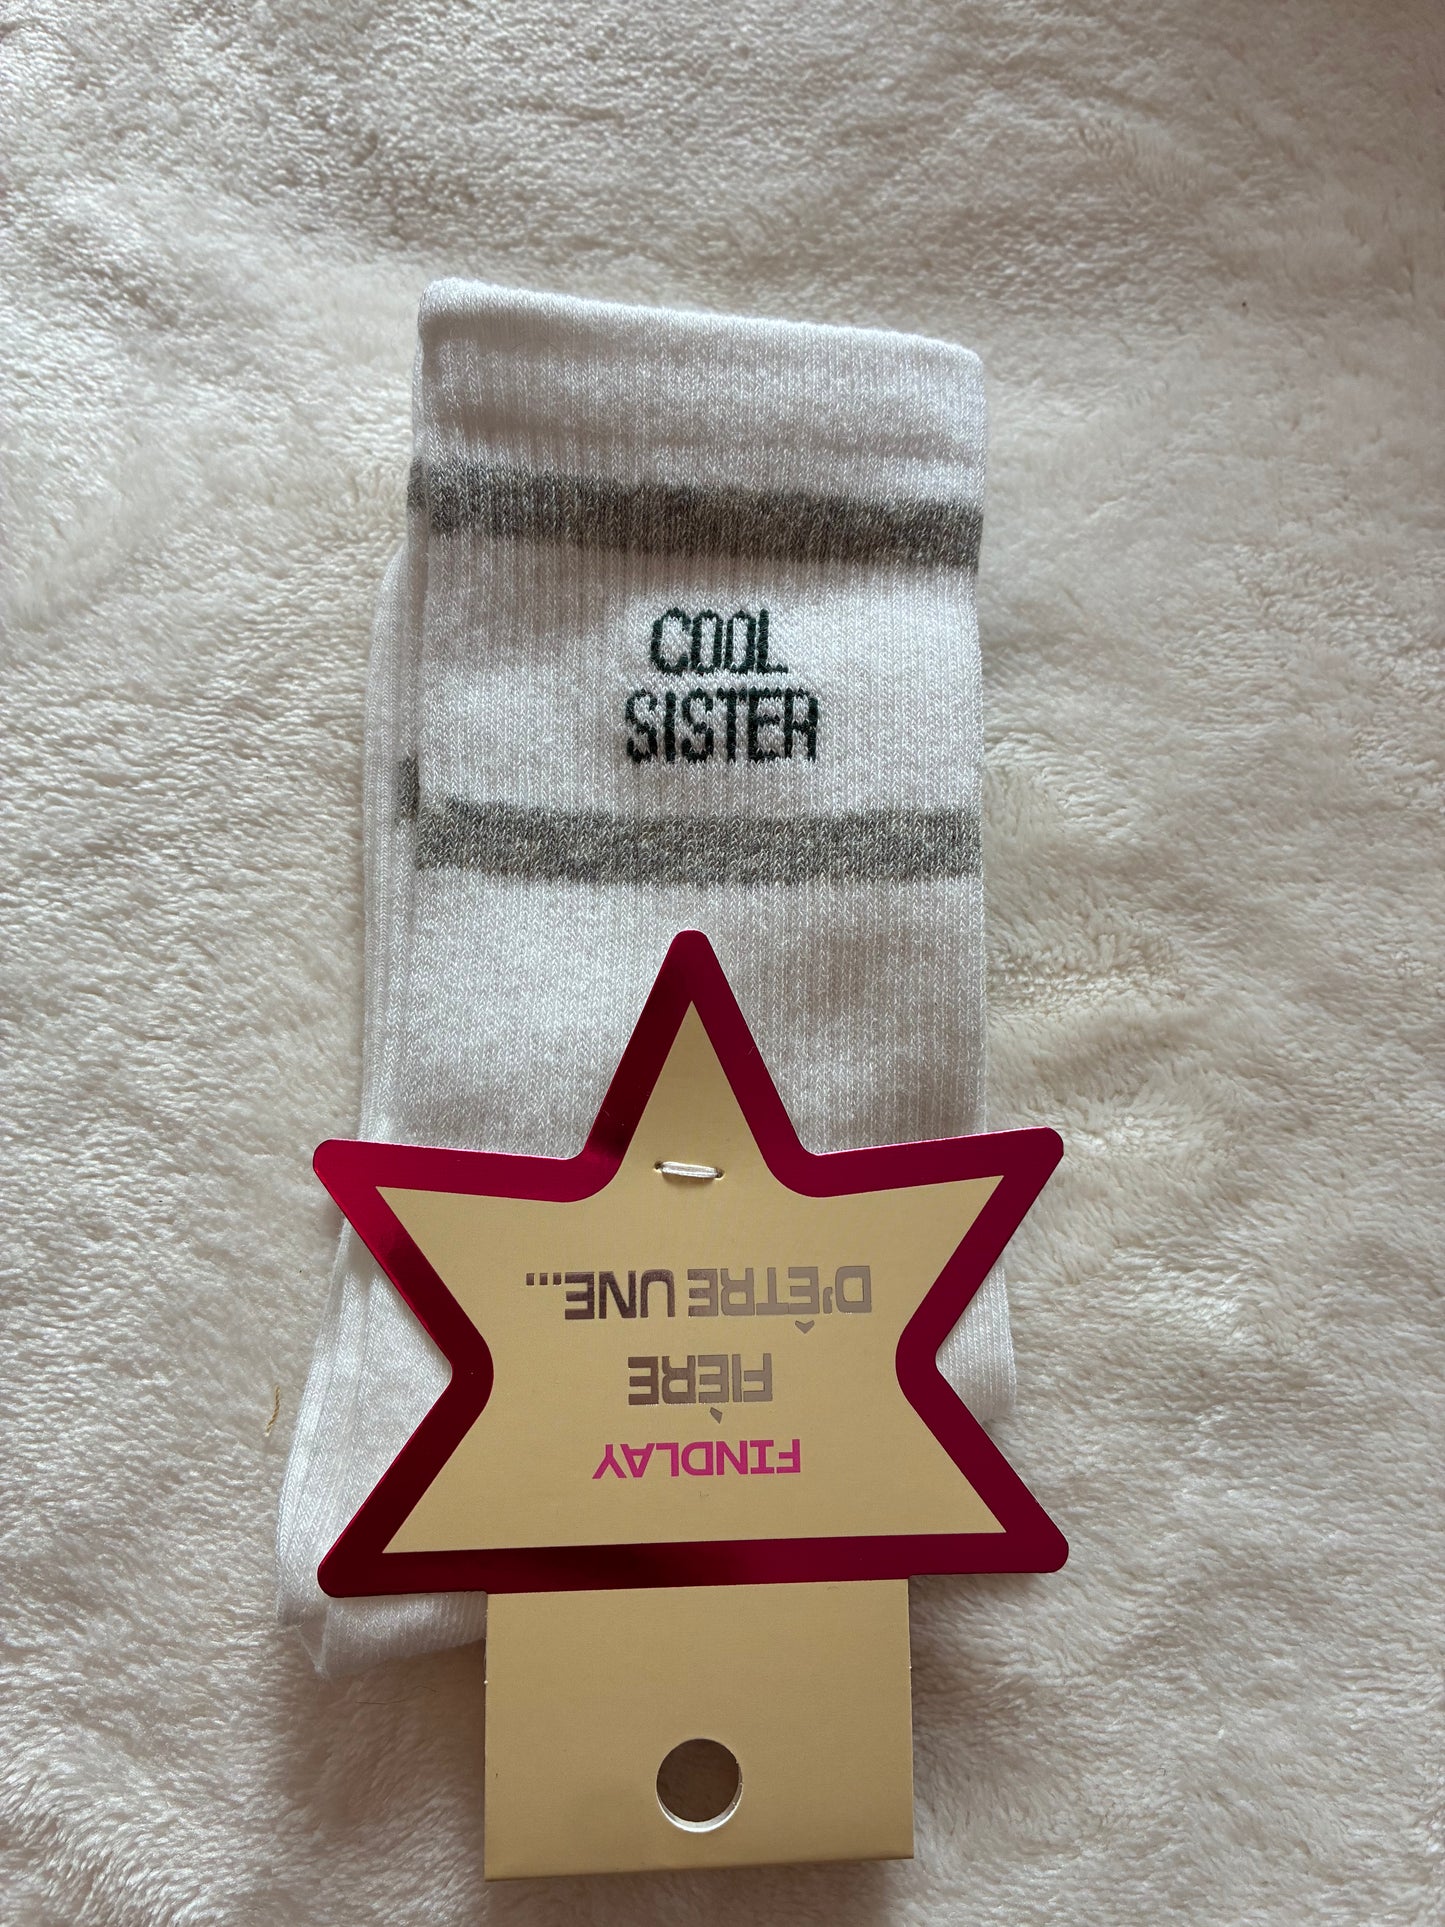 COOL
SISTER
FINDLAY
FIÈRE
D'ÊTRE UNE...